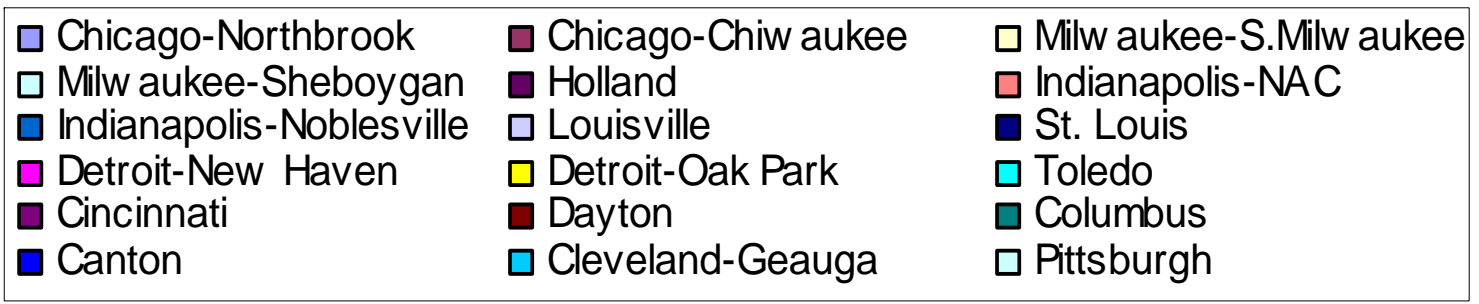 Chicago-Northbrook Chicago-Chiw aukee Milw aukee-S.Milw aukee
Milw aukee-Sheboygan Holland Indianapolis-NAC
Indianapolis-Noblesville Louisville St. Louis
Detroit-New Haven Detroit-Oak Park Toledo
Cincinnati Dayton Columbus
Canton Cleveland-Geauga Pittsburgh